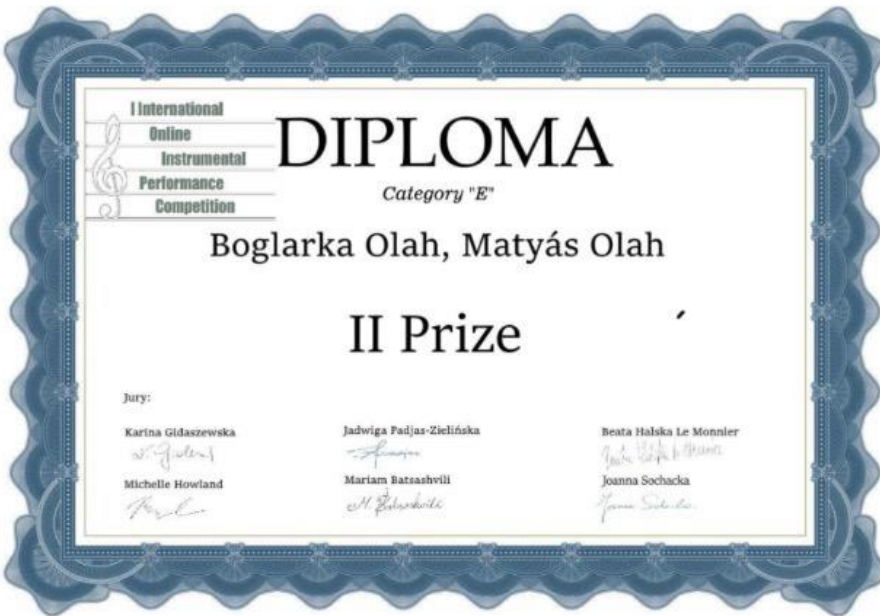 I International
Online
Instrumental
Performance
Competition
DIPLOMA
Category "E"
Boglarka Olah, Matyás Olah
II Prize
Jury:
Karina Gidaszewska
Jadwiga Padjas-Zielińska
Beata Halska Le Monnier
Michelle Howland
Mariam Batsashvili
Joanna Sochacka